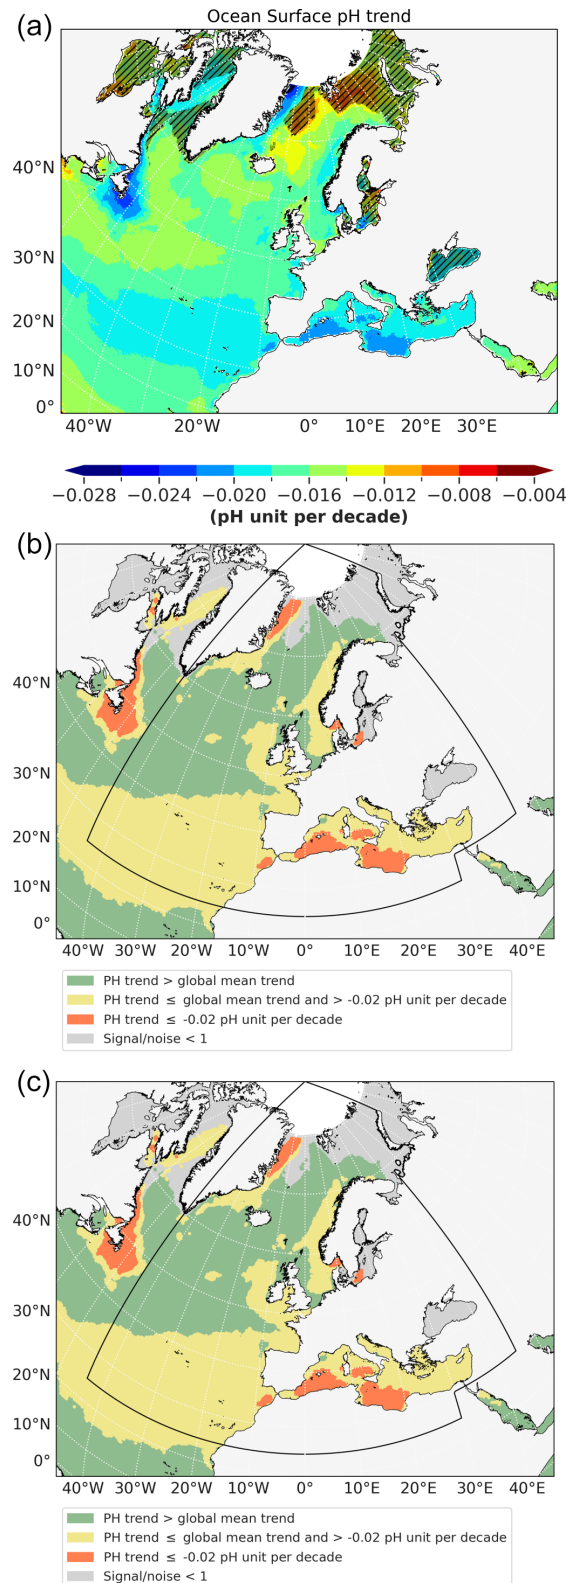 (a)
Ocean Surface pH trend
40°N
30°N
20°N
10°N
0°
40°W 20°W 0° 10°E 20°E 30°E
−0.028 −0.024 −0.020 −0.016 −0.012 −0.008 −0.004
(pH unit per decade)
(b)
40°N
30°N
20°N
10°N
0°
40°W 30°W 20°W 10°W 0° 10°E 20°E 30°E
PH trend > global mean trend
PH trend ≤ global mean trend and > -0.02 pH unit per decade
PH trend ≤ -0.02 pH unit per decade
Signal/noise < 1
(c)
40°N
30°N
20°N
10°N
0°
40°W 30°W 20°W 10°W 0° 10°E 20°E 30°E
PH trend > global mean trend
PH trend ≤ global mean trend and > -0.02 pH unit per decade
PH trend ≤ -0.02 pH unit per decade
Signal/noise < 1